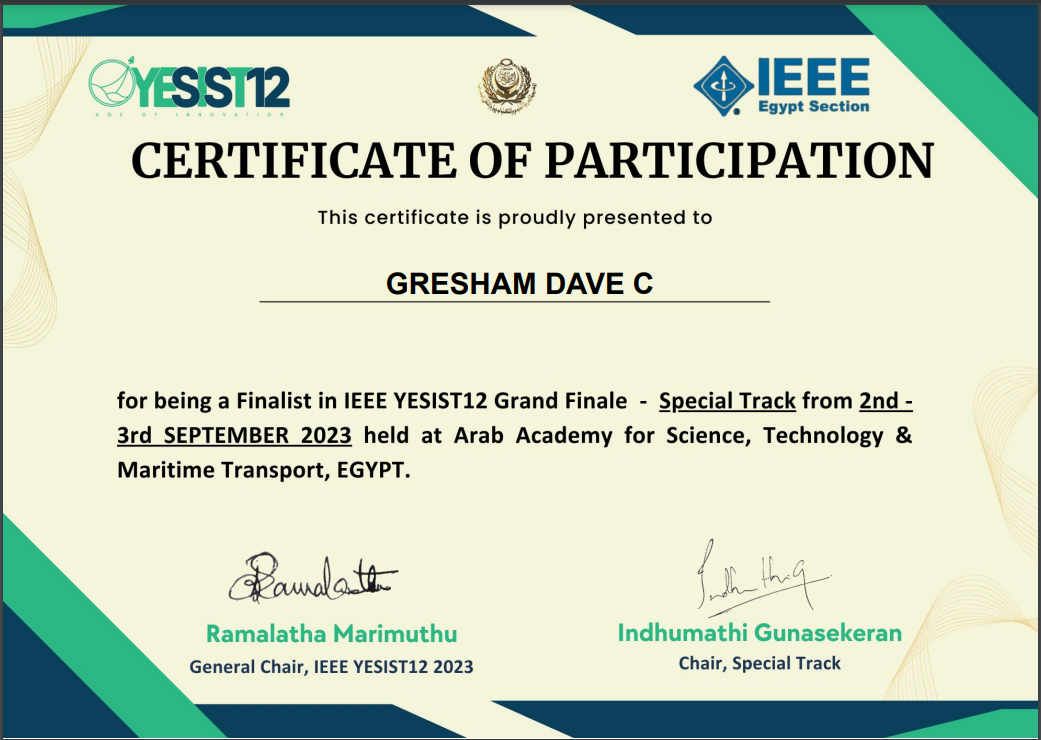 YESIST12
AGE OF INNOVATION
IEEE
Egypt Section
CERTIFICATE OF PARTICIPATION
This certificate is proudly presented to
GRESHAM DAVE C
for being a Finalist in IEEE YESIST12 Grand Finale - Special Track from 2nd -
3rd SEPTEMBER 2023 held at Arab Academy for Science, Technology &
Maritime Transport, EGYPT.
Ramalatha Marimuthu
General Chair, IEEE YESIST12 2023
Indhumathi Gunasekeran
Chair, Special Track